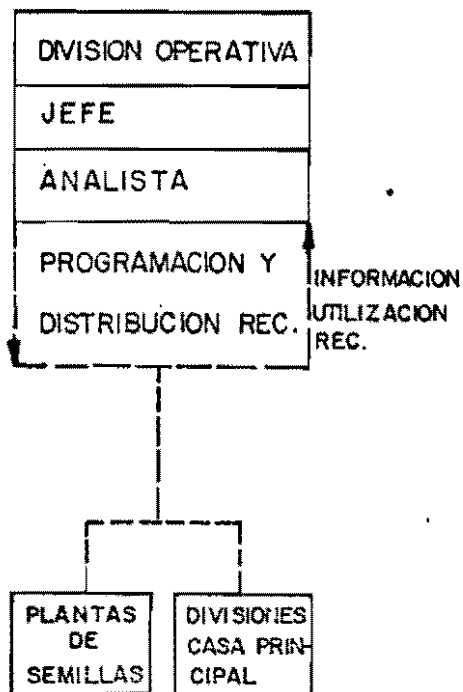 DIVISION OPERATIVA
JEFE
ANALISTA
PROGRAMACION Y
DISTRIBUCION REC.
INFORMACION
UTILIZACION
REC.
PLANTAS
DE
SEMILLAS
DIVISIONES
CASA PRIN-
CIPAL